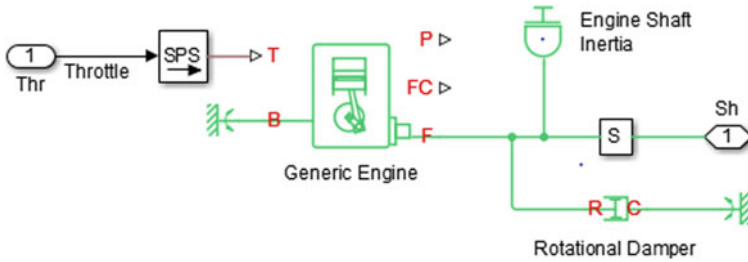 1
Thr
Throttle
SPS
T
B
P
FC
F
Generic Engine
Engine Shaft
Inertia
S
Sh
1
R
C
Rotational Damper